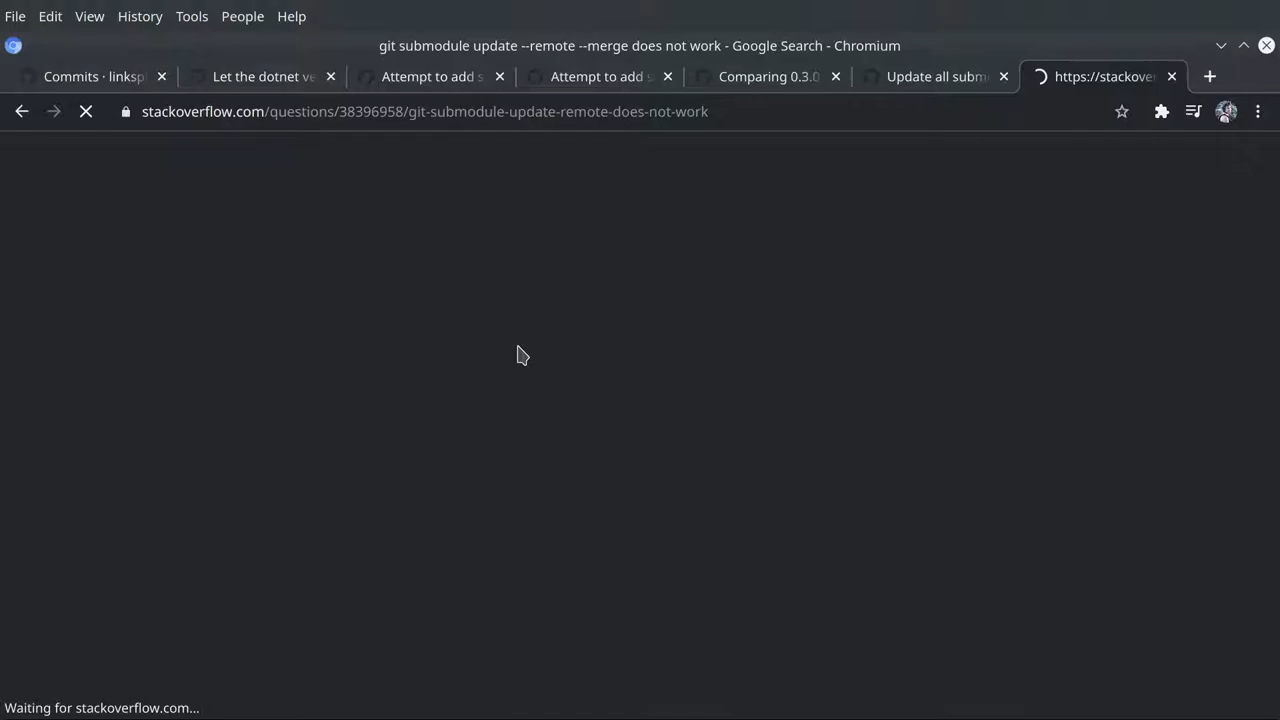 File Edit View History Tools People Help
git submodule update --remote --merge does not work - Google Search - Chromium
Commits · linksp Let the dotnet ve Attempt to add s Attempt to add s Comparing 0.3.0 Update all subm https://stackover
stackoverflow.com/questions/38396958/git-submodule-update-remote-does-not-work
Waiting for stackoverflow.com...